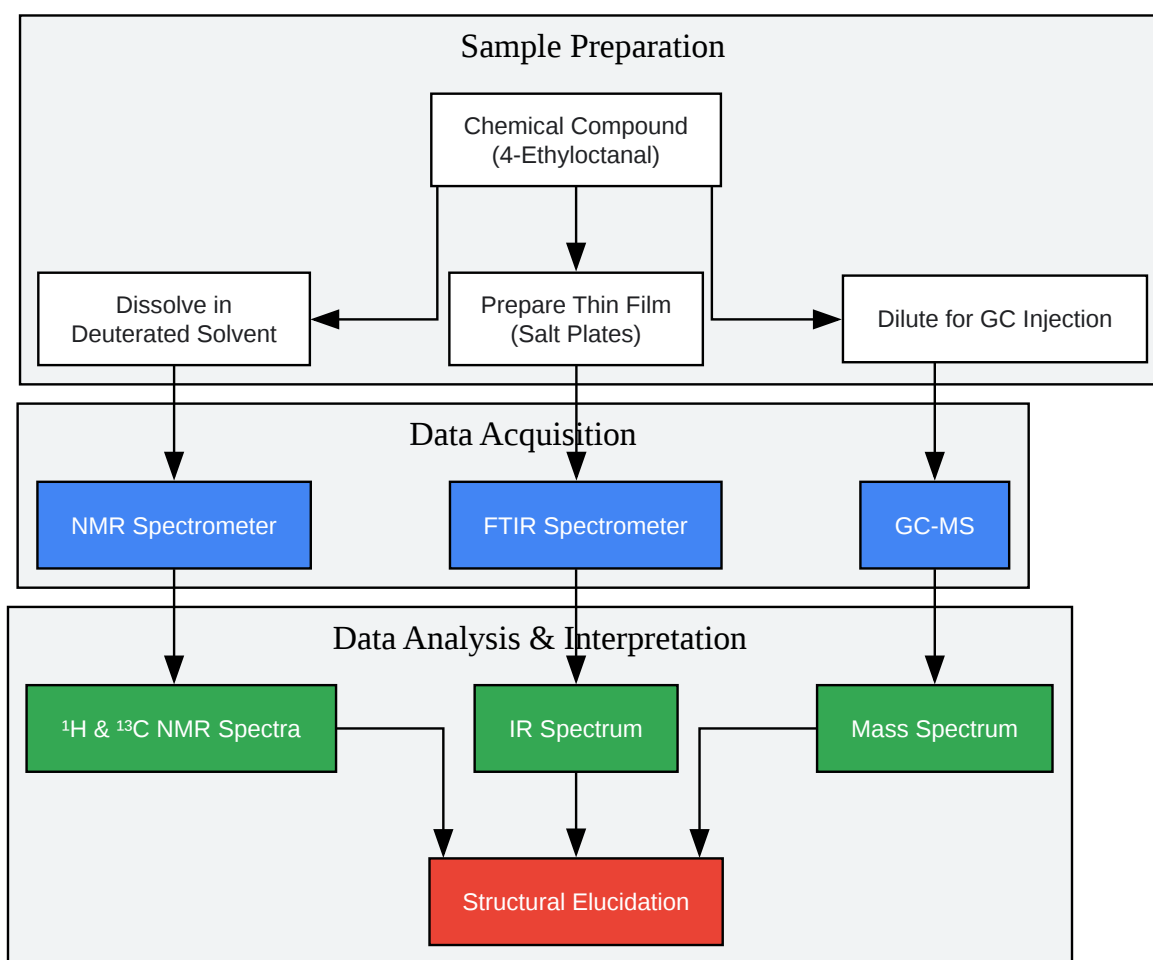 Sample Preparation
Chemical Compound
(4-Ethyloctanal)
Dissolve in
Deuterated Solvent
Prepare Thin Film
(Salt Plates)
Dilute for GC Injection
Data Acquisition
NMR Spectrometer
FTIR Spectrometer
GC-MS
Data Analysis & Interpretation
¹H & ¹³C NMR Spectra
IR Spectrum
Mass Spectrum
Structural Elucidation